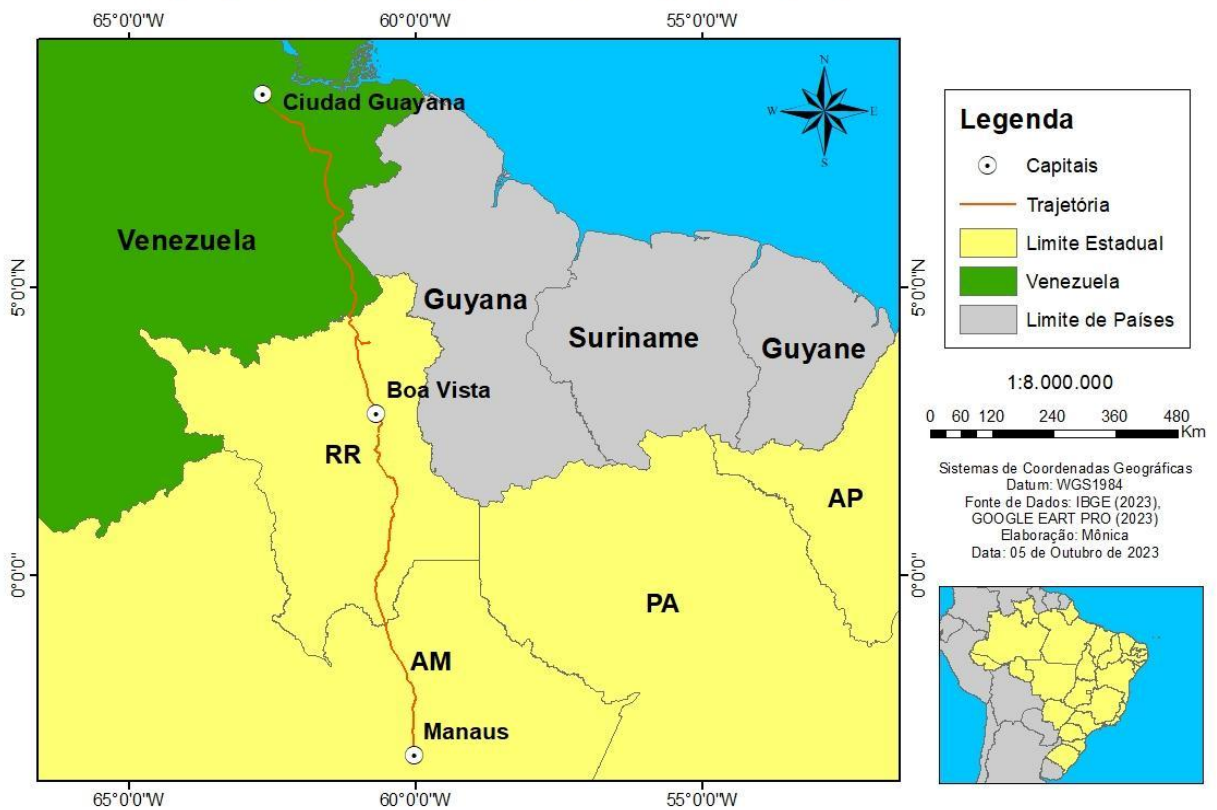 65°0'0"W 60°0'0"W 55°0'0"W
Ciudad Guayana
Venezuela
5°0'0"N
5°0'0"N
Guyana
Suriname
Guyane
Boa Vista
RR
AP
0°0'0"
0°0'0"
PA
AM
Manaus
65°0'0"W 60°0'0"W 55°0'0"W
N
W E
S
Legenda
Capitais
Trajetória
Limite Estadual
Venezuela
Limite de Países
1:8.000.000
0 60 120 240 360 480
Km
Sistemas de Coordenadas Geográficas
Datum: WGS1984
Fonte de Dados: IBGE (2023),
GOOGLE EART PRO (2023)
Elaboração: Mônica
Data: 05 de Outubro de 2023